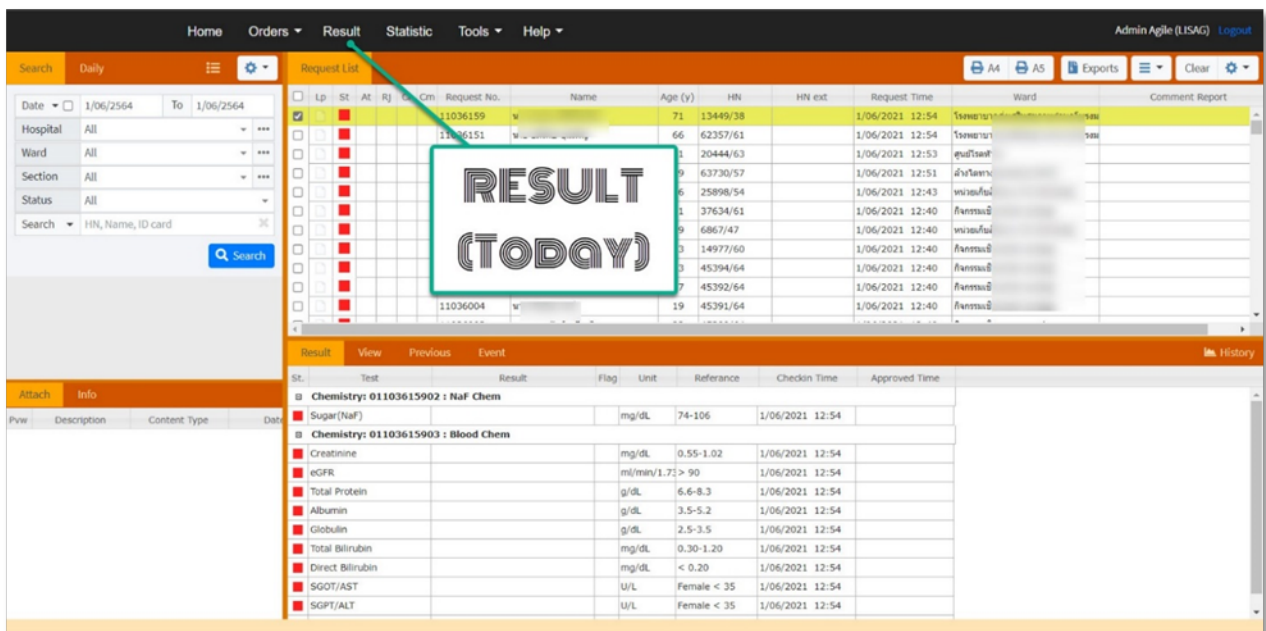 Home Orders Result Statistic Tools Help Admin Agile (LISAG) Logout
Search Daily
Request List A4 A5 Exports Clear
Date 1/06/2564 To 1/06/2564
Hospital All
Ward All
Section All
Status All
Search HN, Name, ID card
Search
Lp St At Rj Cm Request No. Name Age (y) HN HN ext Request Time Ward Comment Report
11036159 71 13449/38 1/06/2021 12:54
11036151 66 62357/61 1/06/2021 12:54
20444/63 1/06/2021 12:53
63730/57 1/06/2021 12:51
25898/54 1/06/2021 12:43
37634/61 1/06/2021 12:40
6867/47 1/06/2021 12:40
14977/60 1/06/2021 12:40
45394/64 1/06/2021 12:40
45392/64 1/06/2021 12:40
11036004 19 45391/64 1/06/2021 12:40
RESULT
(TODAY)
Attach Info
Pvw Description Content Type Date
Result View Previous Event History
St. Test Result Flag Unit Referance Checkin Time Approved Time
Chemistry: 01103615902 : NaF Chem
Sugar(NaF) mg/dL 74-106 1/06/2021 12:54
Chemistry: 01103615903 : Blood Chem
Creatinine mg/dL 0.55-1.02 1/06/2021 12:54
eGFR ml/min/1.73 > 90 1/06/2021 12:54
Total Protein g/dL 6.6-8.3 1/06/2021 12:54
Albumin g/dL 3.5-5.2 1/06/2021 12:54
Globulin g/dL 2.5-3.5 1/06/2021 12:54
Total Bilirubin mg/dL 0.30-1.20 1/06/2021 12:54
Direct Bilirubin mg/dL < 0.20 1/06/2021 12:54
SGOT/AST U/L Female < 35 1/06/2021 12:54
SGPT/ALT U/L Female < 35 1/06/2021 12:54